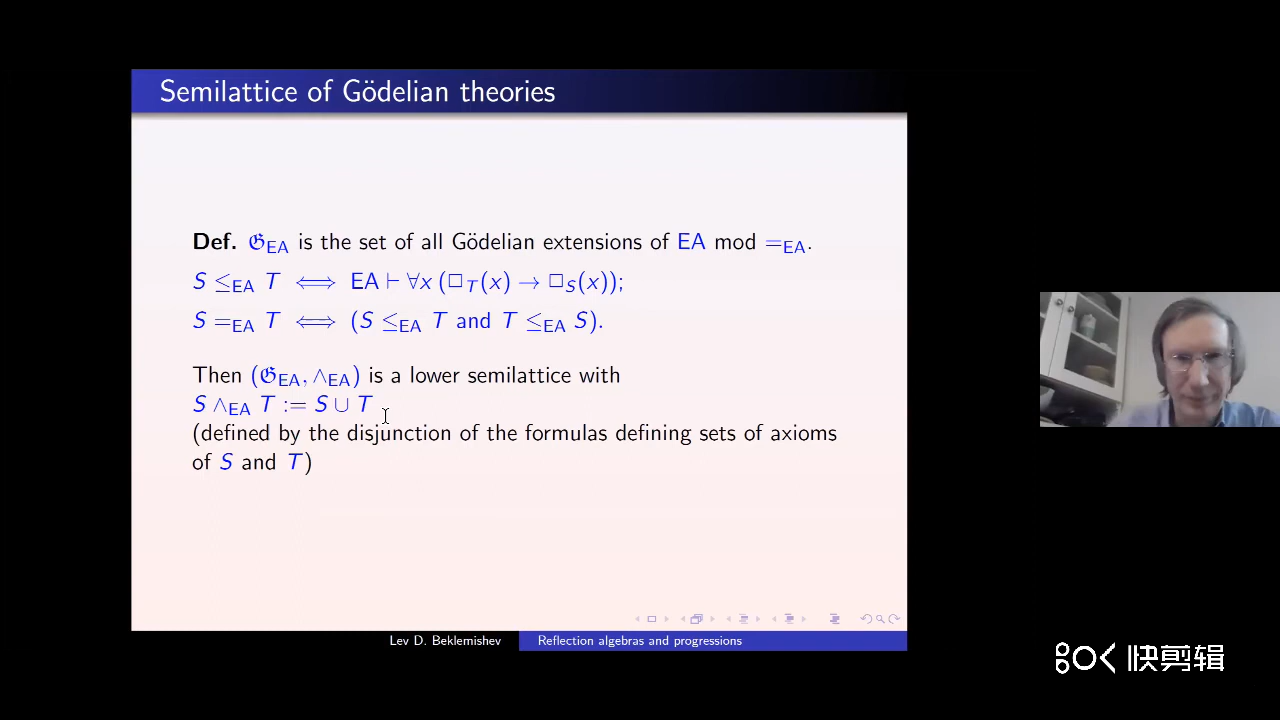 Semilattice of Gödelian theories
Def. 𝔊_EA is the set of all Gödelian extensions of EA mod =_EA.
S ≤_EA T ⟺ EA ⊢ ∀x (□_T(x) → □_S(x));
S =_EA T ⟺ (S ≤_EA T and T ≤_EA S).
Then (𝔊_EA, ∧_EA) is a lower semilattice with
S ∧_EA T := S ∪ T
(defined by the disjunction of the formulas defining sets of axioms
of S and T)
Lev D. Beklemishev
Reflection algebras and progressions
快剪辑